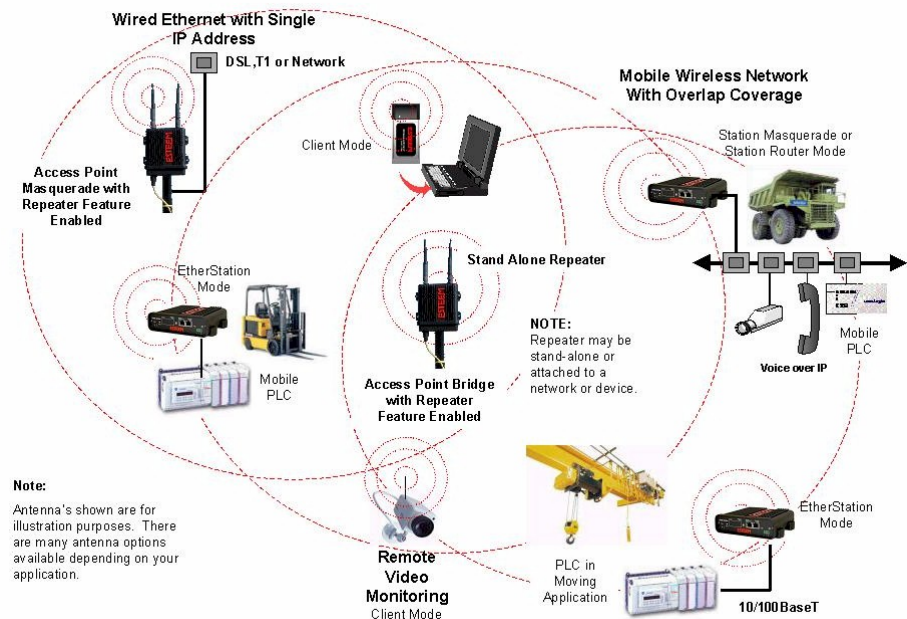 Wired Ethernet with Single
IP Address
DSL,T1 or Network
ESTEEM
Access Point
Masquerade with
Repeater Feature
Enabled
Client Mode
Mobile Wireless Network
With Overlap Coverage
Station Masquerade or
Station Router Mode
EtherStation
Mode
Mobile
PLC
Stand Alone Repeater
ESTEEM
Access Point Bridge
with Repeater
Feature Enabled
NOTE:
Repeater may be
stand-alone or
attached to a
network or device.
Voice over IP
Mobile
PLC
Note:
Antenna's shown are for
illustration purposes. There
are many antenna options
available depending on your
application.
Remote
Video
Monitoring
Client Mode
PLC in
Moving
Application
EtherStation
Mode
10/100 BaseT